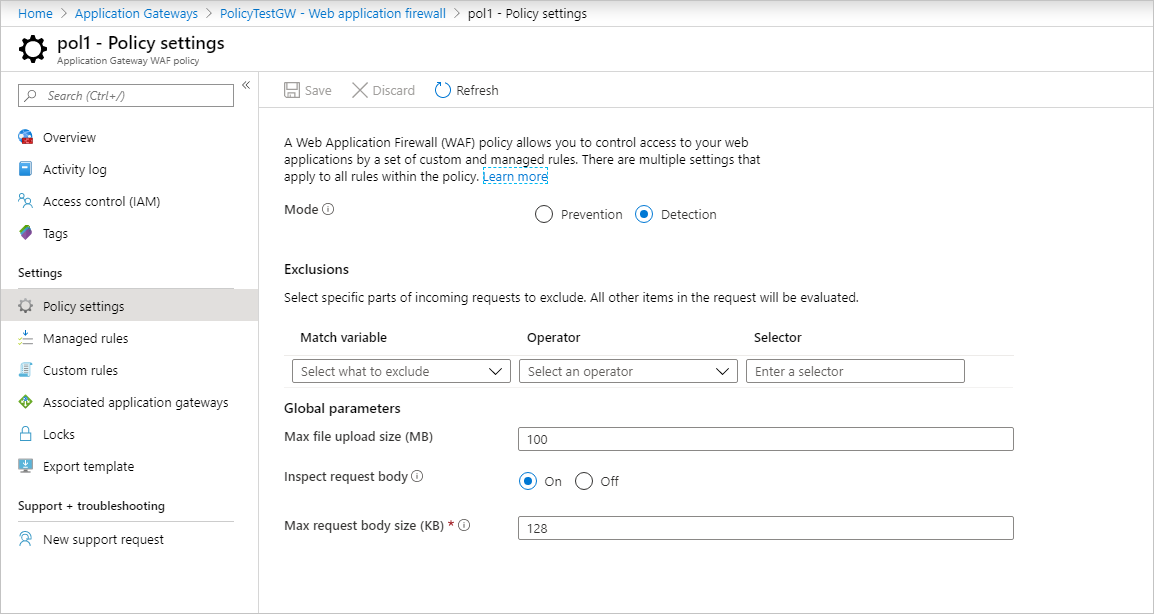 Home > Application Gateways > PolicyTestGW - Web application firewall > pol1 - Policy settings
pol1 - Policy settings
Application Gateway WAF policy
Search (Ctrl+/)
«
Overview
Activity log
Access control (IAM)
Tags
Settings
Policy settings
Managed rules
Custom rules
Associated application gateways
Locks
Export template
Support + troubleshooting
New support request
Save Discard Refresh
A Web Application Firewall (WAF) policy allows you to control access to your web
applications by a set of custom and managed rules. There are multiple settings that
apply to all rules within the policy. Learn more
Mode Prevention Detection
Exclusions
Select specific parts of incoming requests to exclude. All other items in the request will be evaluated.
Match variable Operator Selector
Select what to exclude Select an operator Enter a selector
Global parameters
Max file upload size (MB) 100
Inspect request body On Off
Max request body size (KB) * 128